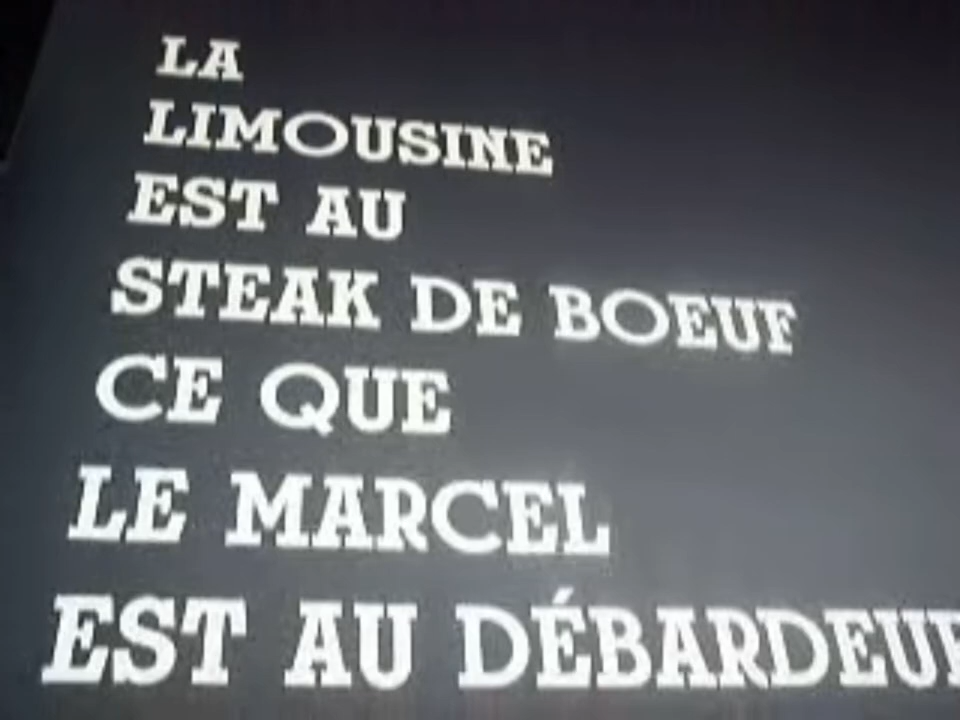 LA
LIMOUSINE
EST AU
STEAK DE BOEUF
CE QUE
LE MARCEL
EST AU DÉBARDEUR